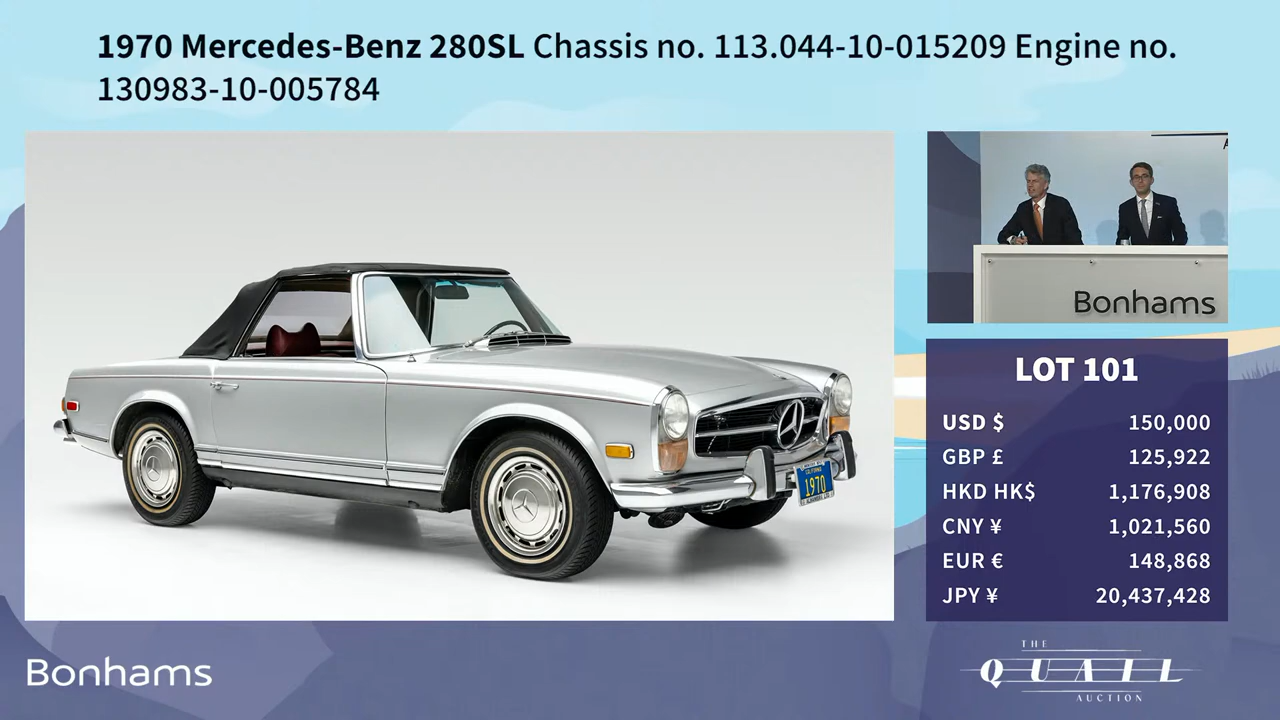 1970 Mercedes-Benz 280SL Chassis no. 113.044-10-015209 Engine no.
130983-10-005784
A
Bonhams
LOT 101
USD $ 150,000
GBP £ 125,922
HKD HK$ 1,176,908
CNY ¥ 1,021,560
EUR € 148,868
JPY ¥ 20,437,428
CALIFORNIA
1970
Bonhams
THE
QUAIL
AUCTION